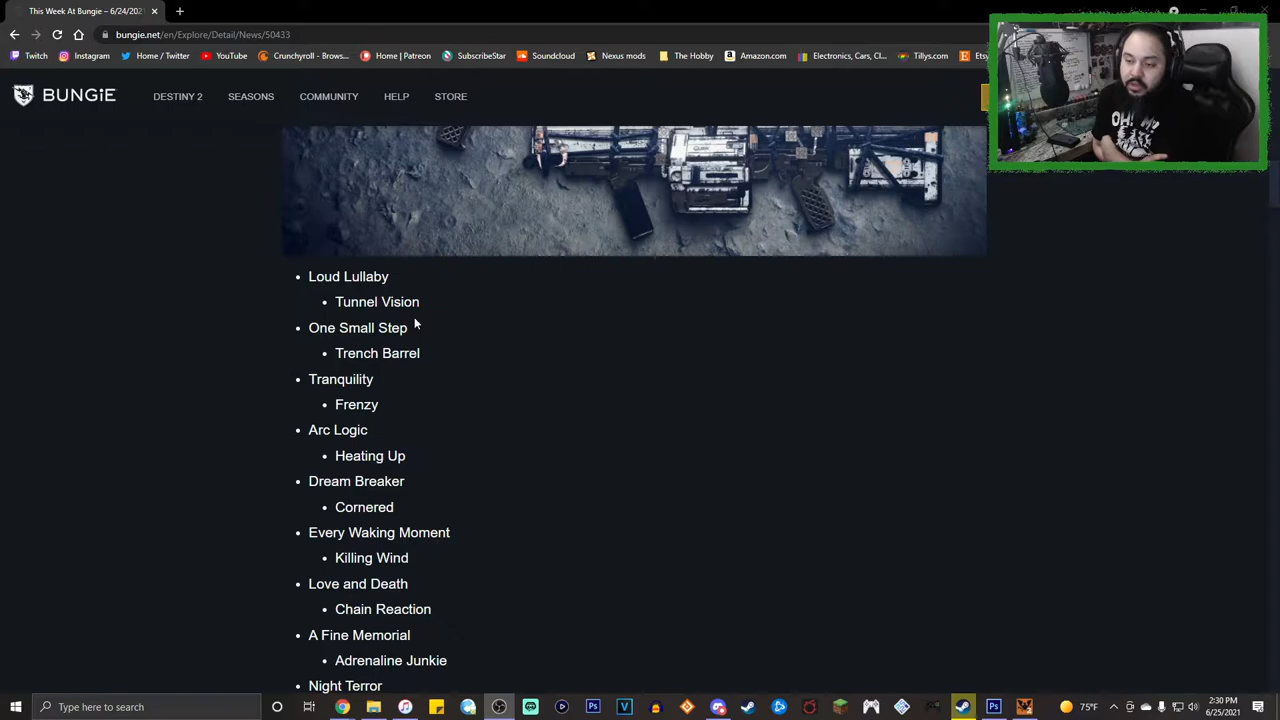 This Week At Bungie – 6/24/2021
bungie.net/en/Explore/Detail/News/50433
Twitch
Instagram
Home / Twitter
YouTube
Crunchyroll - Brows...
Home | Patreon
SubscribeStar
Soundcloud
Nexus mods
The Hobby
Amazon.com
Electronics, Cars, Cl...
Tillys.com
Ets
BUNGiE
DESTINY 2
SEASONS
COMMUNITY
HELP
STORE
OH! MY
• Loud Lullaby
• Tunnel Vision
• One Small Step
• Trench Barrel
• Tranquility
• Frenzy
• Arc Logic
• Heating Up
• Dream Breaker
• Cornered
• Every Waking Moment
• Killing Wind
• Love and Death
• Chain Reaction
• A Fine Memorial
• Adrenaline Junkie
• Night Terror
Type here to search
75°F
2:30 PM
6/25/2021